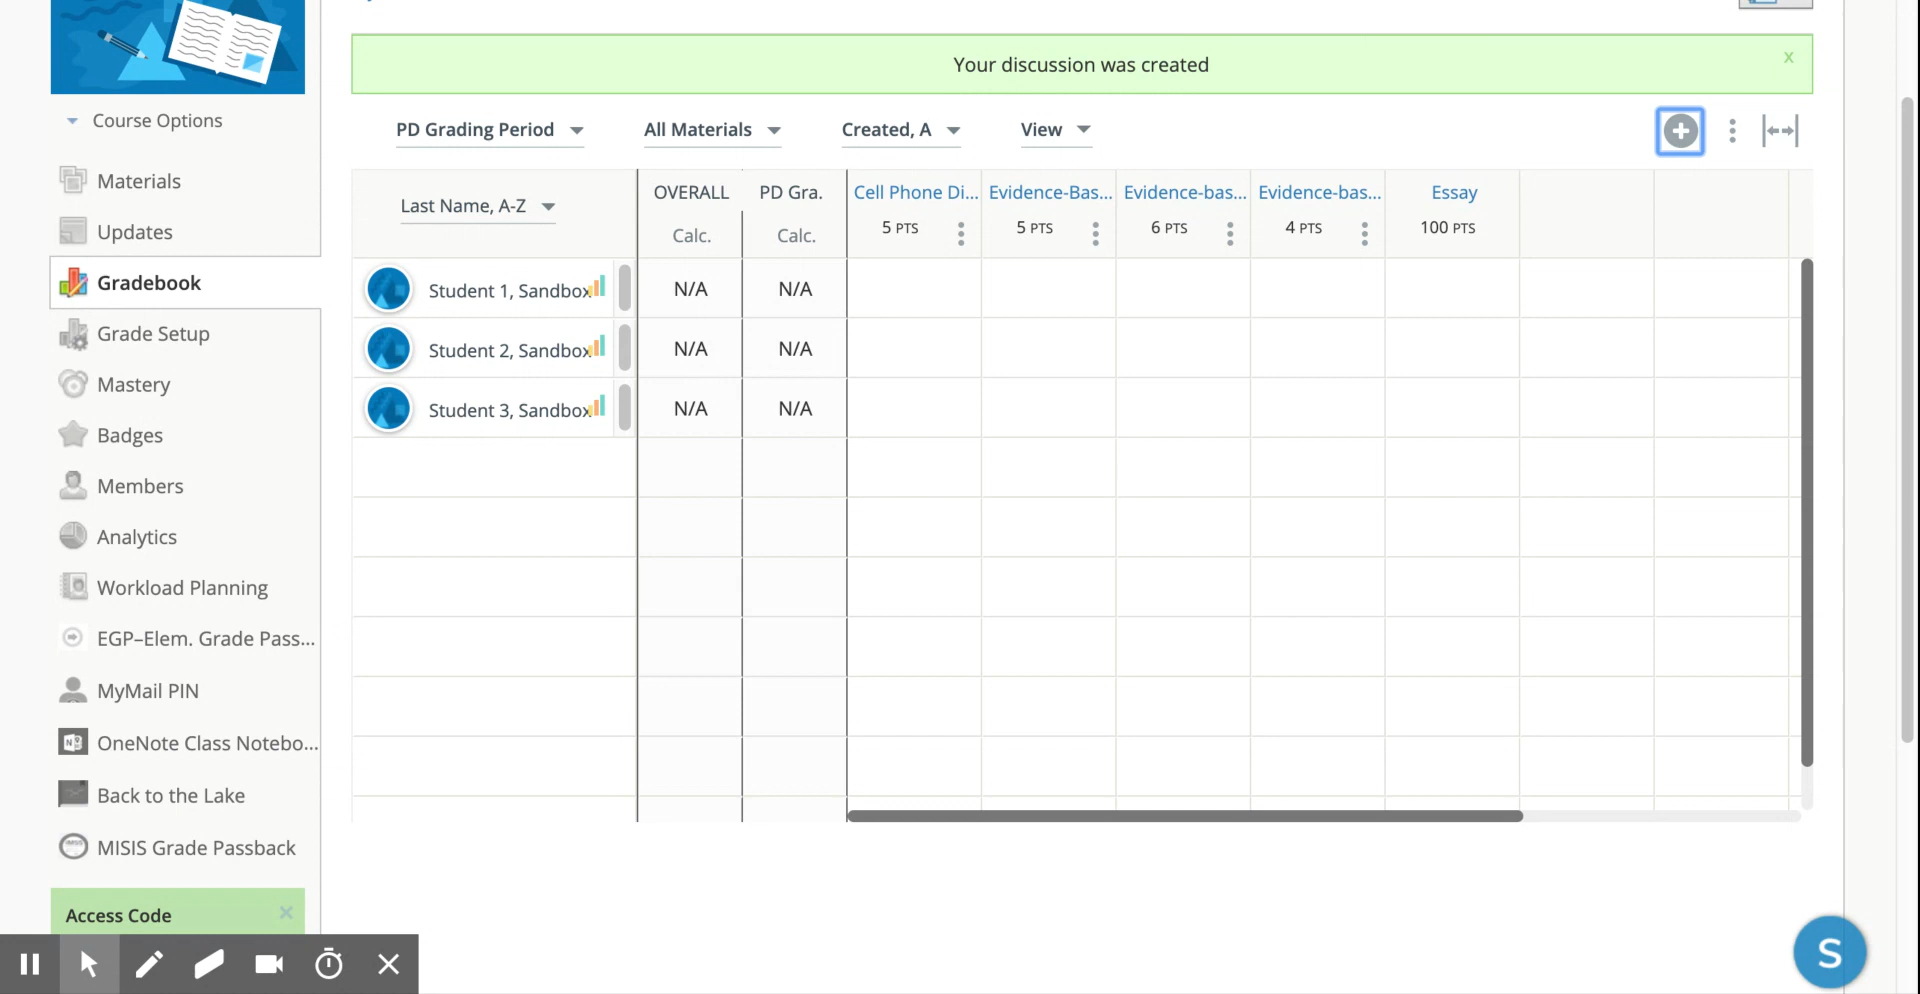 Your discussion was created
x
Course Options
Materials
Updates
Gradebook
Grade Setup
Mastery
Badges
Members
Analytics
Workload Planning
EGP–Elem. Grade Pass...
MyMail PIN
OneNote Class Notebo...
Back to the Lake
MISIS Grade Passback
Access Code
PD Grading Period
All Materials
Created, A
View
Last Name, A-Z
OVERALL
Calc.
PD Gra.
Calc.
Cell Phone Di...
5 PTS
Evidence-Bas...
5 PTS
Evidence-bas...
6 PTS
Evidence-bas...
4 PTS
Essay
100 PTS
Student 1, Sandbox N/A N/A
Student 2, Sandbox N/A N/A
Student 3, Sandbox N/A N/A
S